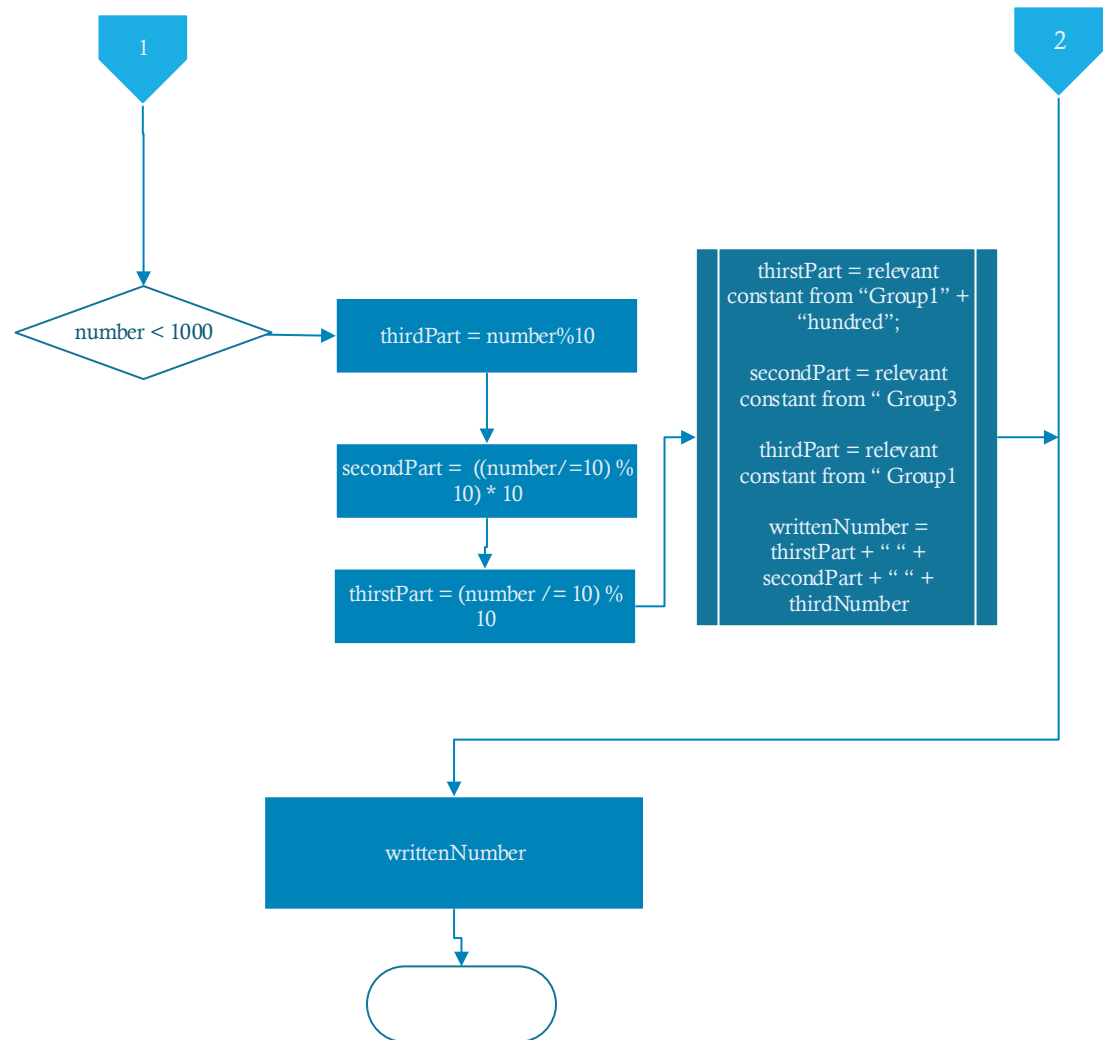 1
2
number < 1000
thirdPart = number%10
secondPart =  ((number/=10) %
10) * 10
thirstPart = (number /= 10) %
10
thirstPart = relevant
constant from “Group1” +
“hundred”;
secondPart = relevant
constant from “ Group3
thirdPart = relevant
constant from “ Group1
writtenNumber =
thirstPart + “ “ +
secondPart + “ “ +
thirdNumber
writtenNumber